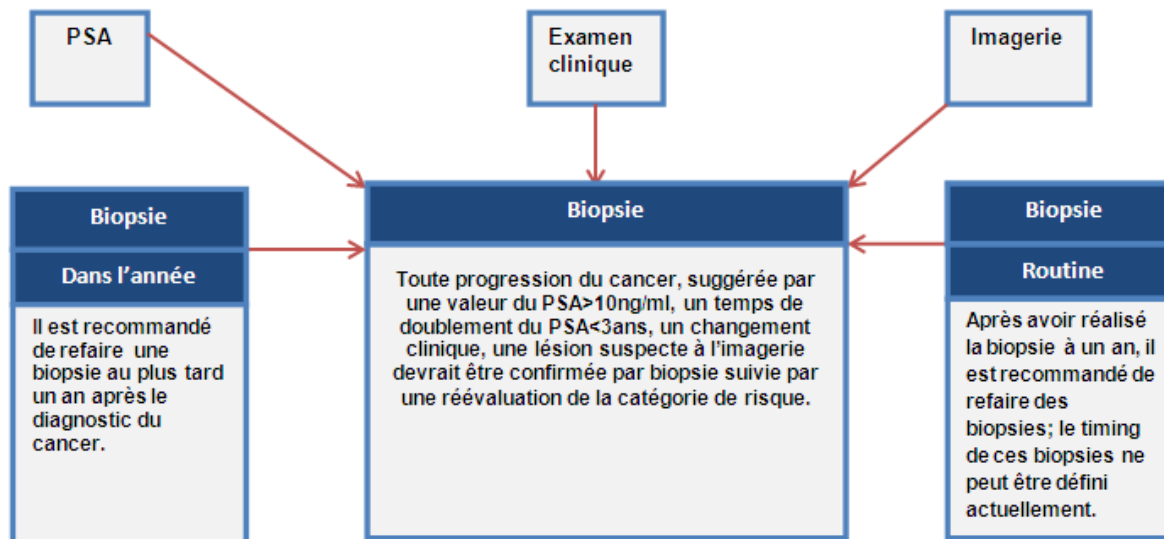 PSA
Examen
clinique
Imagerie
Biopsie
Dans l'année
Il est recommandé
de refaire une
biopsie au plus tard
un an après le
diagnostic du
cancer.
Biopsie
Toute progression du cancer, suggérée par
une valeur du PSA>10ng/ml, un temps de
doublement du PSA<3ans, un changement
clinique, une lésion suspecte à l'imagerie
devrait être confirmée par biopsie suivie par
une réévaluation de la catégorie de risque.
Biopsie
Routine
Après avoir réalisé
la biopsie à un an, il
est recommandé de
refaire des
biopsies; le timing
de ces biopsies ne
peut être défini
actuellement.